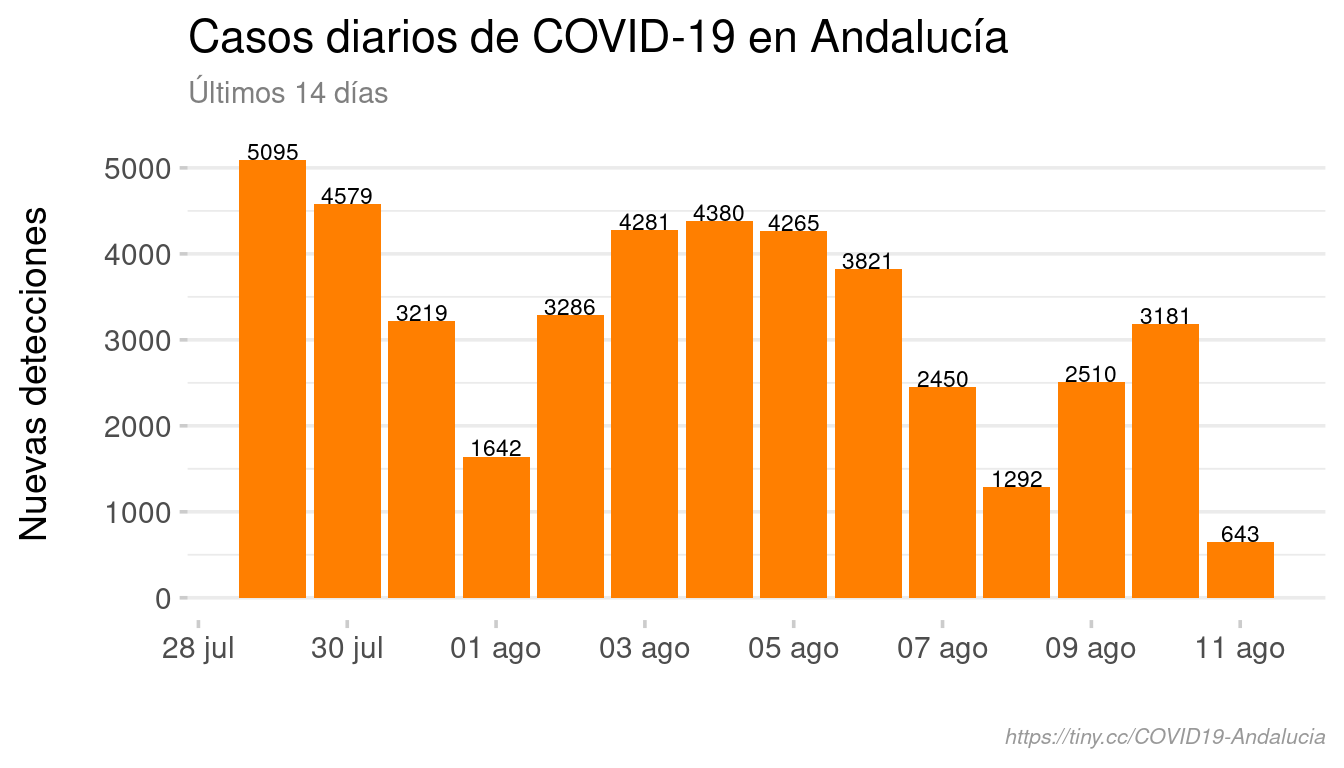 Casos diarios de COVID-19 en Andalucía
Últimos 14 días
Nuevas detecciones
5000
4000
3000
2000
1000
0
5095
4579
3219
1642
3286
4281
4380
4265
3821
2450
1292
2510
3181
643
28 jul
30 jul
01 ago
03 ago
05 ago
07 ago
09 ago
11 ago
https://tiny.cc/COVID19-Andalucia